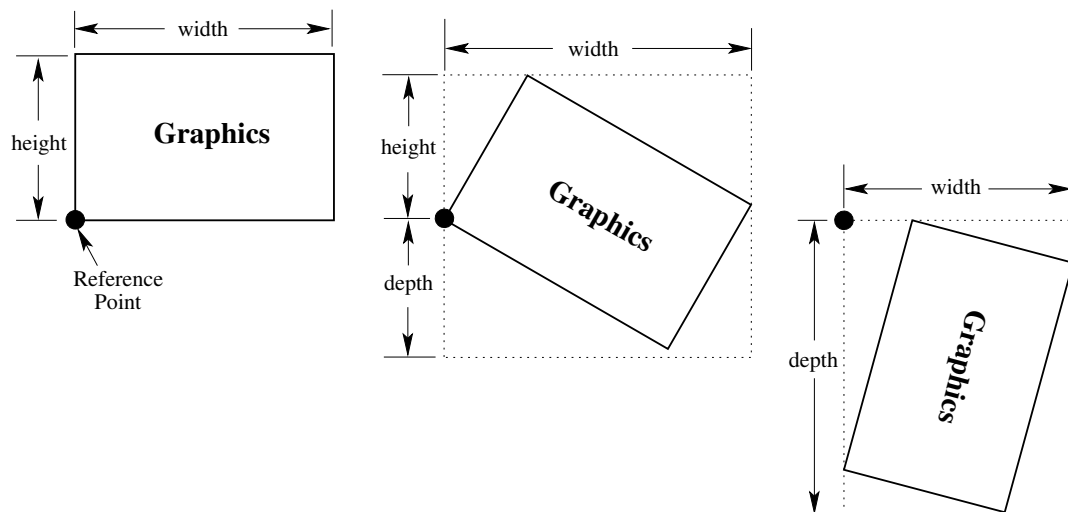 width
height
Graphics
Reference
Point
width
height
Graphics
depth
width
depth
Graphics